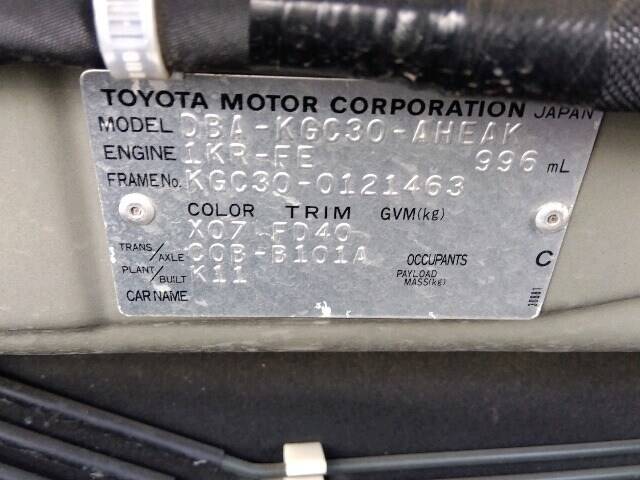 TOYOTA MOTOR CORPORATION JAPAN
MODEL DBA-KGC30-AHEAK
ENGINE 1KR-FE 996 mL
FRAME No. KGC30-0121463
COLOR TRIM GVM(kg)
X07 FD40
TRANS/AXLE C0B-B101A OCCUPANTS C
PLANT/BUILT K11 PAYLOAD MASS(kg)
CAR NAME